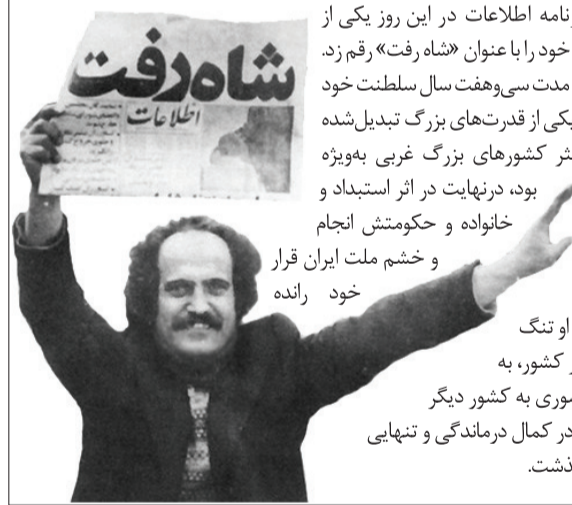 شاه رفت
اطلاعات
اطلاعات در این روز یکی از
خود را با عنوان «شاه رفت» رقم زد.
مدت سی‌وهفت سال سلطنت خود
یکی از قدرت‌های بزرگ تبدیل‌شده
کشورهای بزرگ غربی به‌ویژه
بود، درنهایت در اثر استبداد و
خانواده و حکومتش انجام
و خشم ملت ایران قرار
خود رانده
او تنگ
کشور، به
به کشور دیگر
در کمال درماندگی و تنهایی